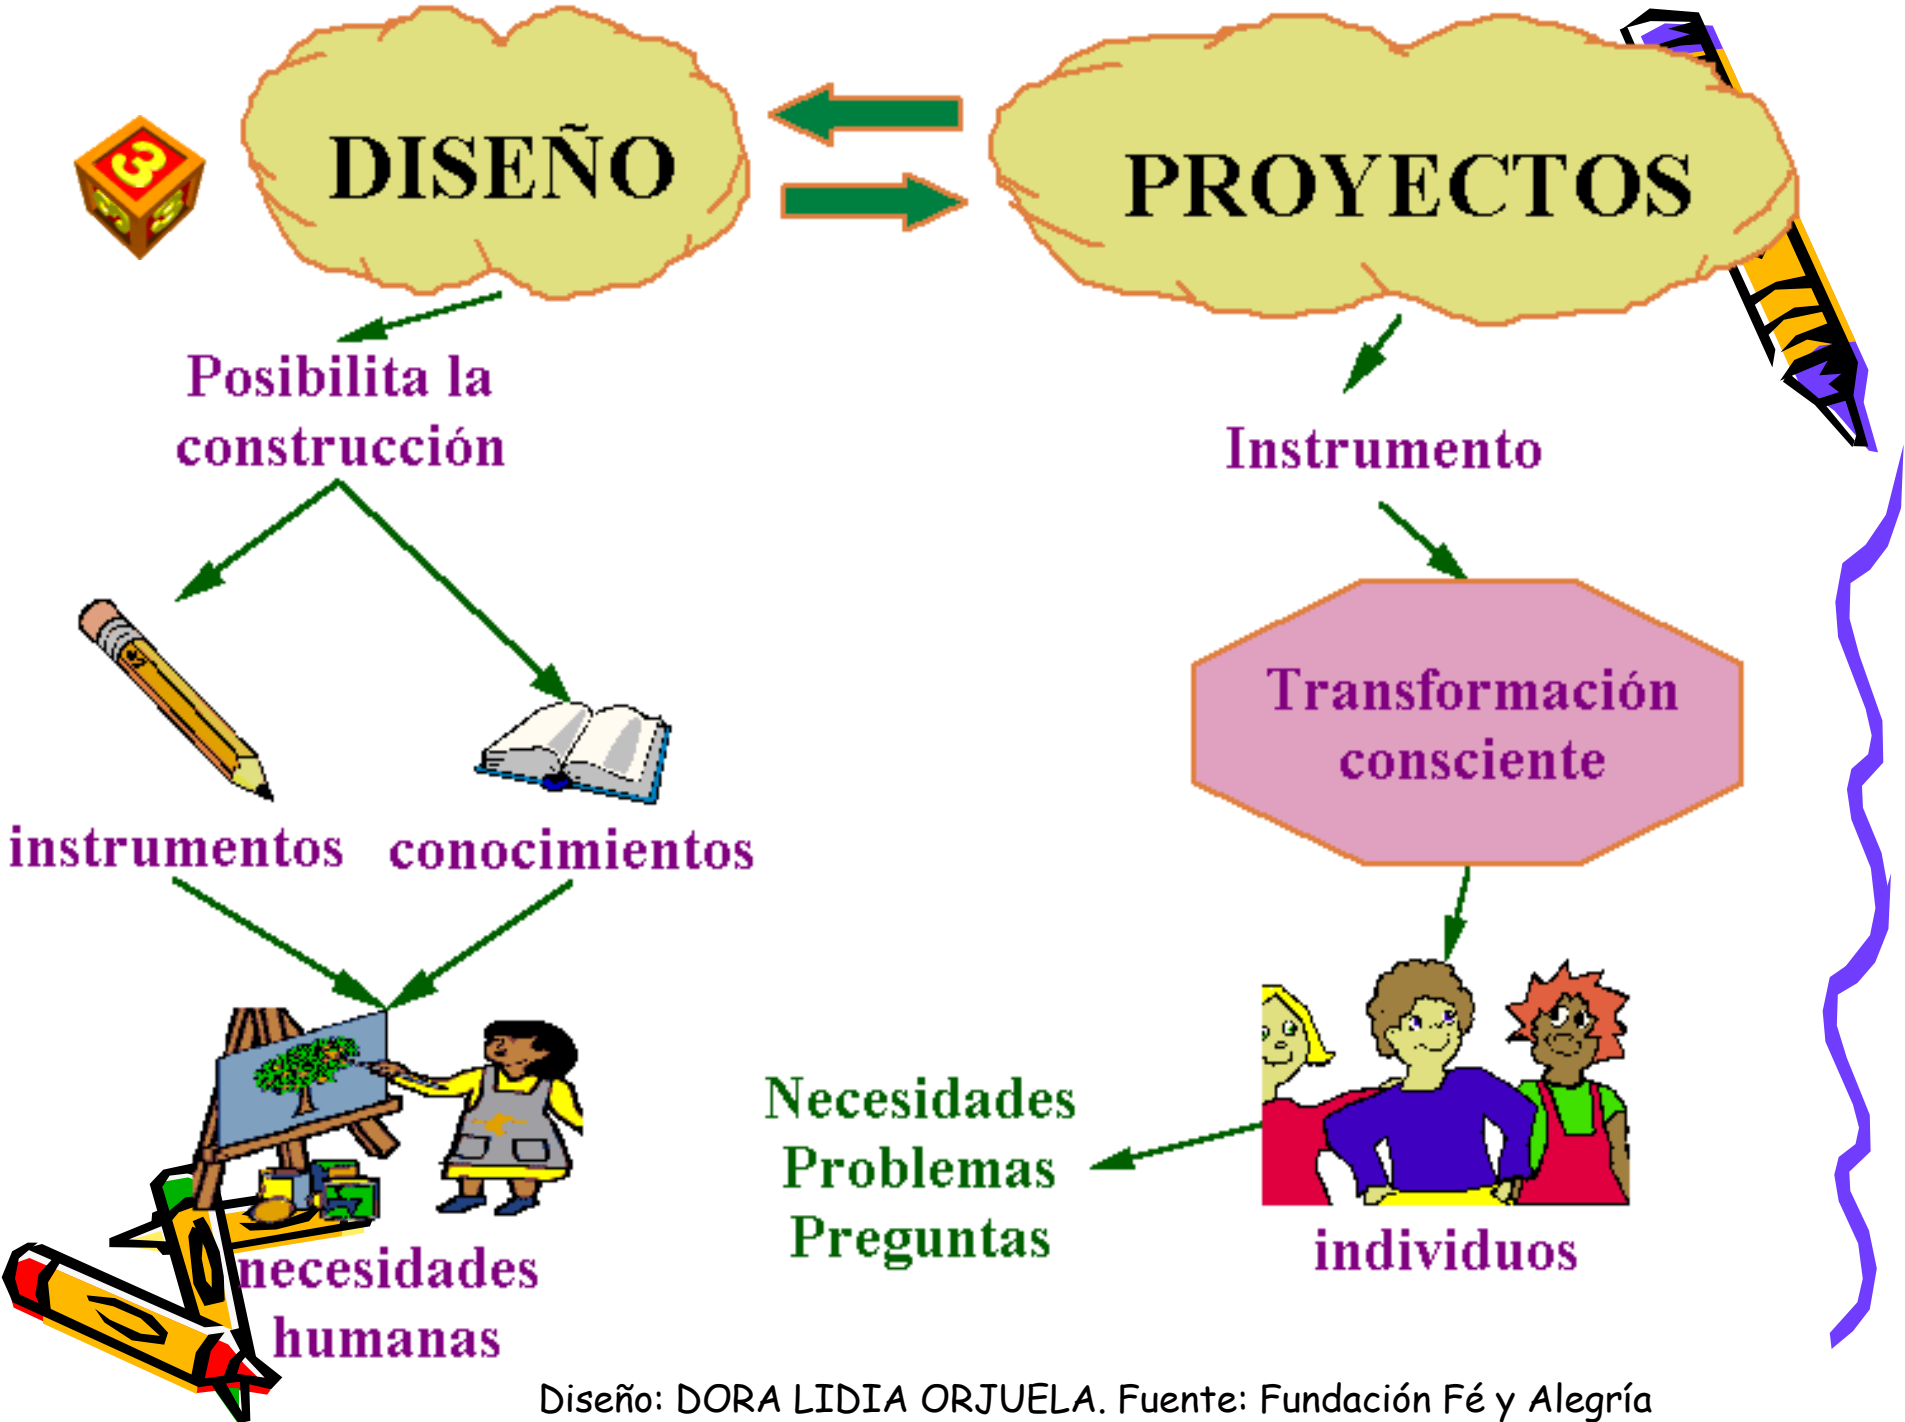 3
DISEÑO
PROYECTOS
Posibilita la
construcción
Instrumento
Transformación
consciente
instrumentos
conocimientos
Necesidades
Problemas
Preguntas
individuos
necesidades
humanas
Diseño: DORA LIDIA ORJUELA. Fuente: Fundación Fé y Alegría